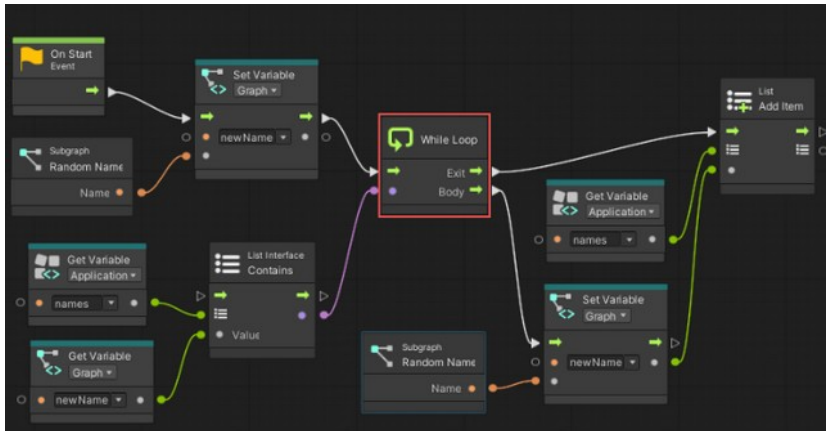 On Start
Event
Set Variable
Graph
newName
Subgraph
Random Name
Name
While Loop
Exit
Body
List
Add Item
Get Variable
Application
names
Get Variable
Application
names
List Interface
Contains
Value
Get Variable
Graph
newName
Set Variable
Graph
newName
Subgraph
Random Name
Name